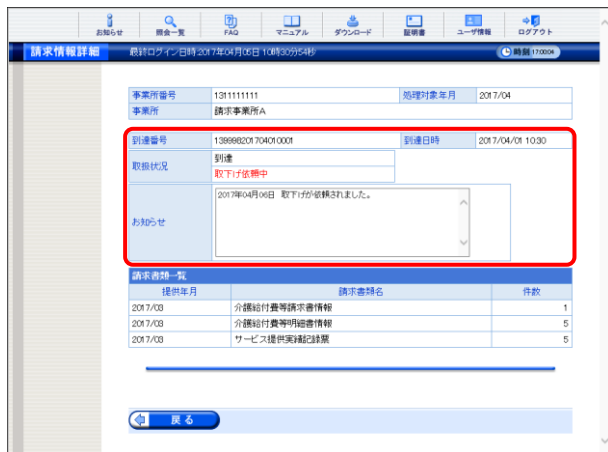 お知らせ 照会一覧 FAQ マニュアル ダウンロード 証明書 ユーザ情報 ログアウト
請求情報詳細 最終ログイン日時:2017年04月05日 10時30分54秒 時刻 17:00:04
事業所番号 1311111111 処理対象年月 2017/04
事業所 請求事業所A
到達番号 139998201704010001 到達日時 2017/04/01 10:30
取扱状況 到達
取下げ依頼中
お知らせ 2017年04月06日 取下げが依頼されました。
請求書類一覧
提供年月 請求書類名 件数
2017/03 介護給付費等請求書情報 1
2017/03 介護給付費等明細書情報 5
2017/03 サービス提供実績記録票 5
戻る